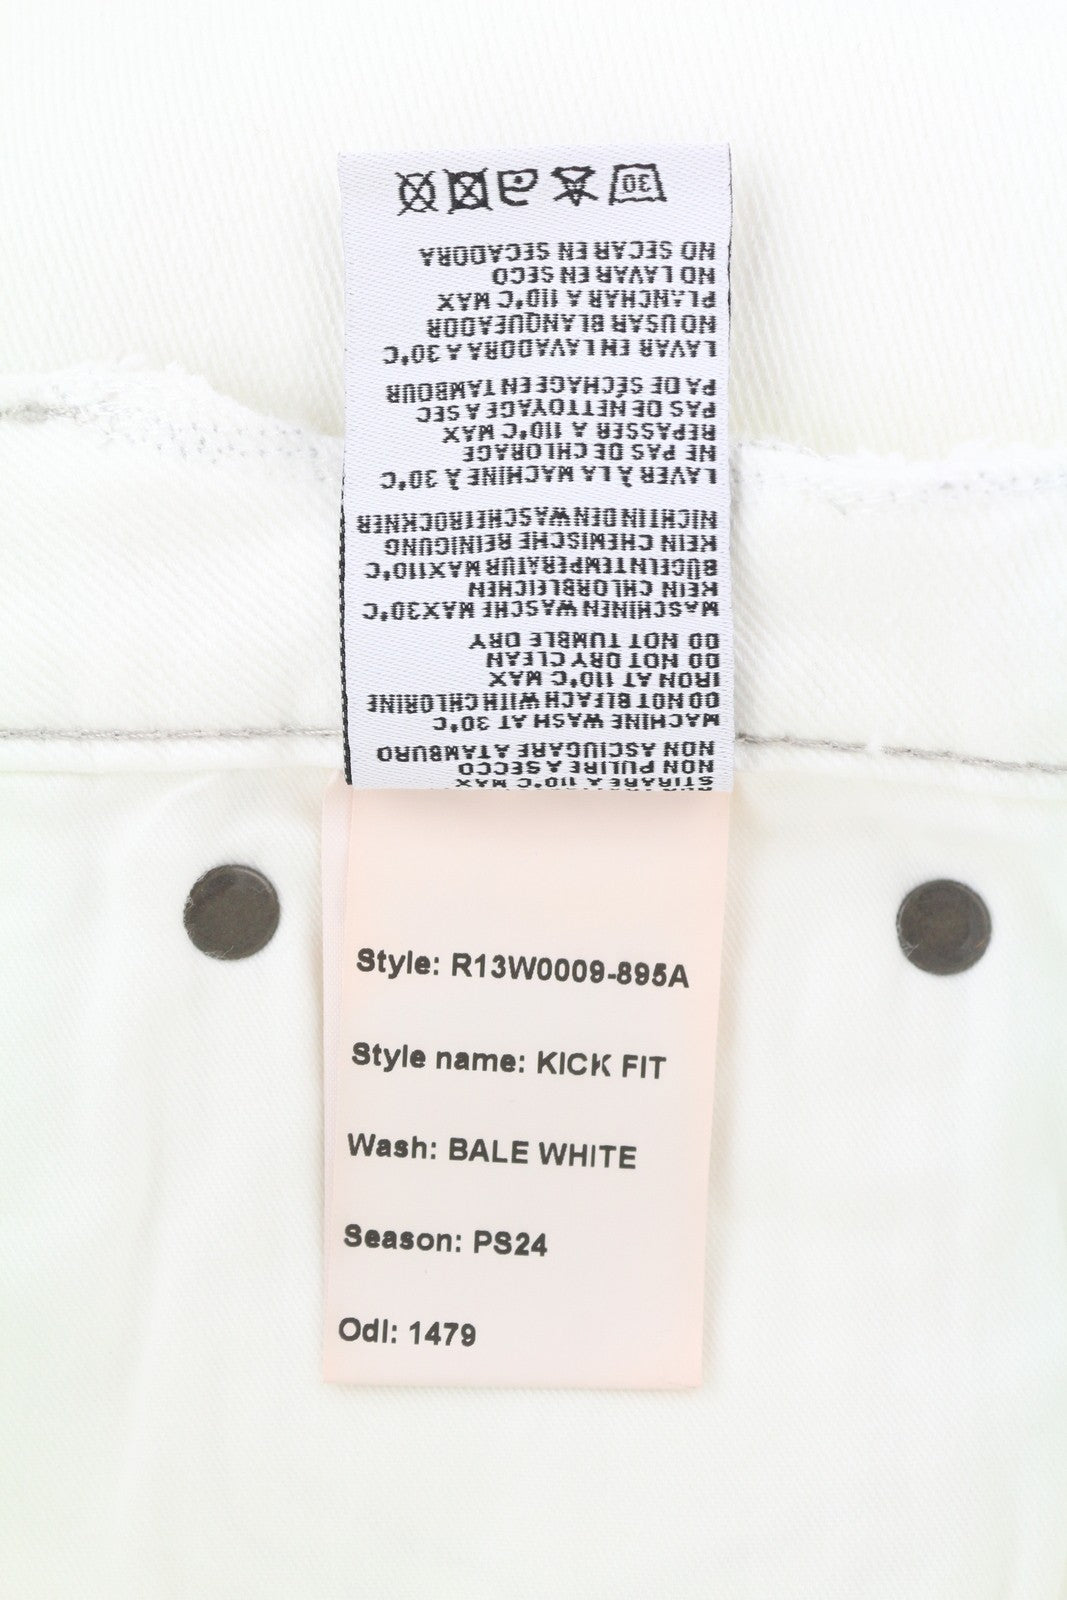 STIRARE A 110°C MAX
NON PULIRE A SECCO
NON ASCIUGARE A TAMBURO
MACHINE WASH AT 30°C
DO NOT BLEACH WITH CHLORINE
IRON AT 110°C MAX
DO NOT DRY CLEAN
DO NOT TUMBLE DRY
MASCHINEN WASCHE MAX30°C
KEIN CHLORBLEICHEN
BUGELNTEMPERATUR MAX110°C
KEIN CHEMISCHE REINIGUNG
NICHT IN DEN WASCHETROCKNER
LAVER À LA MACHINE À 30°C
NE PAS DE CHLORAGE
REPASSER A 110°C MAX
PAS DE NETTOYAGE A SEC
PA DE SÉCHAGE EN TAMBOUR
LAVAR EN LAVADORA A 30°C
NO USAR BLANQUEADOR
PLANCHAR A 110°C MAX
NO LAVAR EN SECO
NO SECAR EN SECADORA
30
Style: R13W0009-895A
Style name: KICK FIT
Wash: BALE WHITE
Season: PS24
Odl: 1479